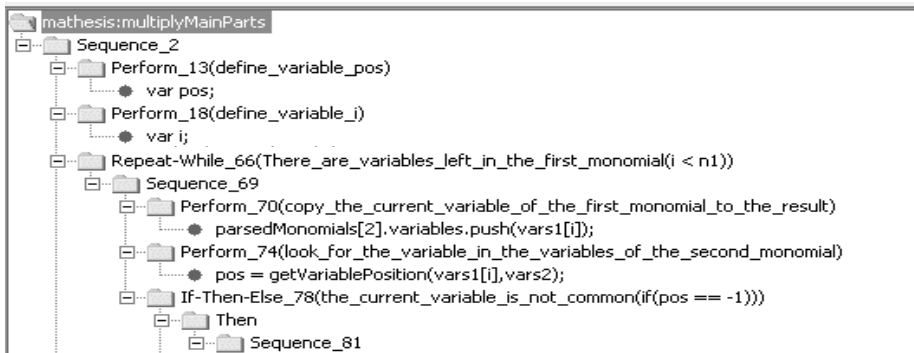 mathesis:multiplyMainParts
Sequence_2
Perform_13(define_variable_pos)
var pos;
Perform_18(define_variable_i)
var i;
Repeat-While_66(There_are_variables_left_in_the_first_monomial(i < n1))
Sequence_69
Perform_70(copy_the_current_variable_of_the_first_monomial_to_the_result)
parsedMonomials[2].variables.push(vars1[i]);
Perform_74(look_for_the_variable_in_the_variables_of_the_second_monomial)
pos = getVariablePosition(vars1[i],vars2);
If-Then-Else_78(the_current_variable_is_not_common(if(pos == -1)))
Then
Sequence_81